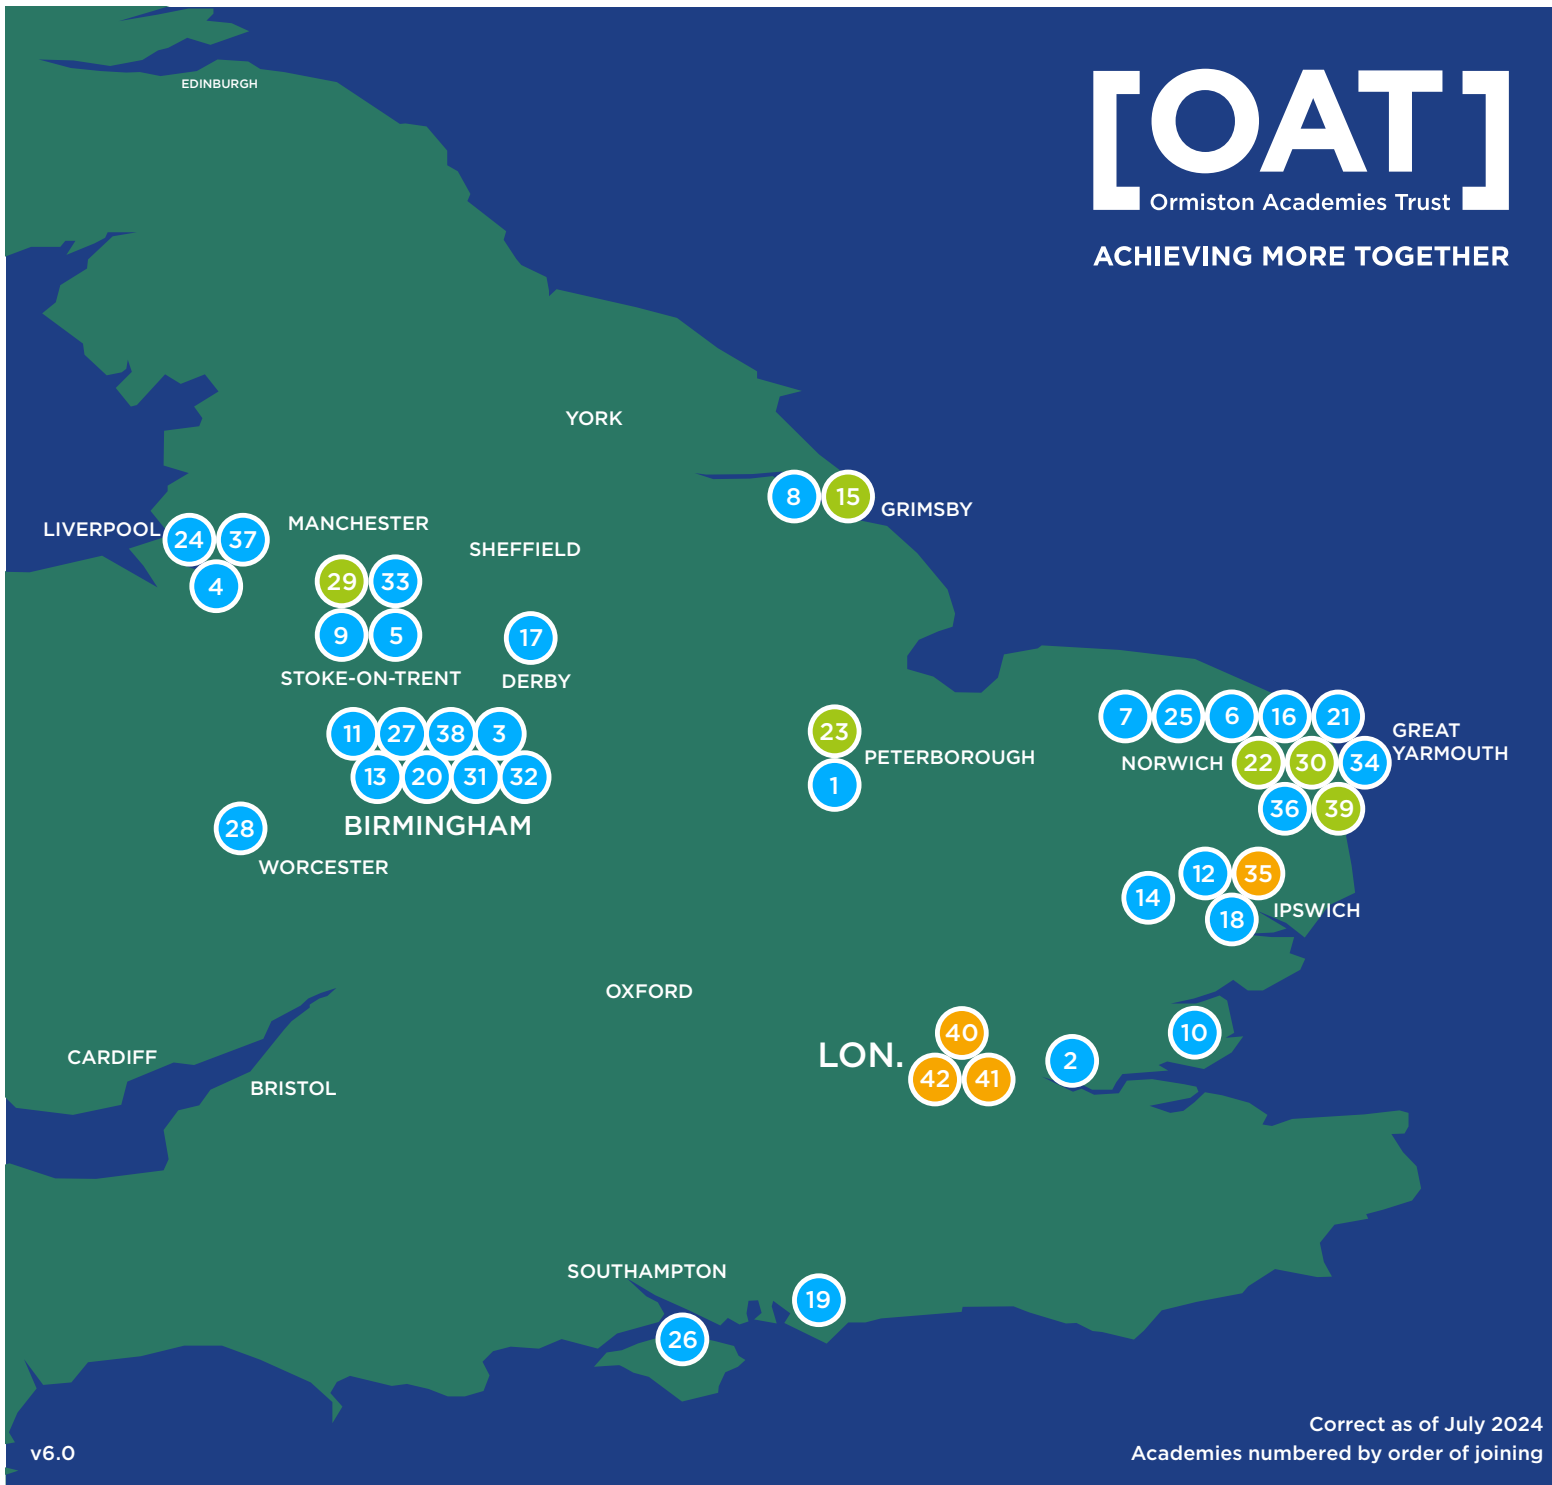 EDINBURGH
[OAT]
Ormiston Academies Trust
ACHIEVING MORE TOGETHER
YORK
8 15
GRIMSBY
LIVERPOOL
24 37
4
MANCHESTER
SHEFFIELD
29 33
9 5
STOKE-ON-TRENT
17
DERBY
11 27 38 3
13 20 31 32
BIRMINGHAM
28
WORCESTER
23
PETERBOROUGH
1
7 25 6 16 21
GREAT
YARMOUTH
NORWICH
22 30 34
36 39
12 35
14
18
IPSWICH
OXFORD
CARDIFF
BRISTOL
LON.
40
42 41
2
10
SOUTHAMPTON
19
26
v6.0
Correct as of July 2024
Academies numbered by order of joining